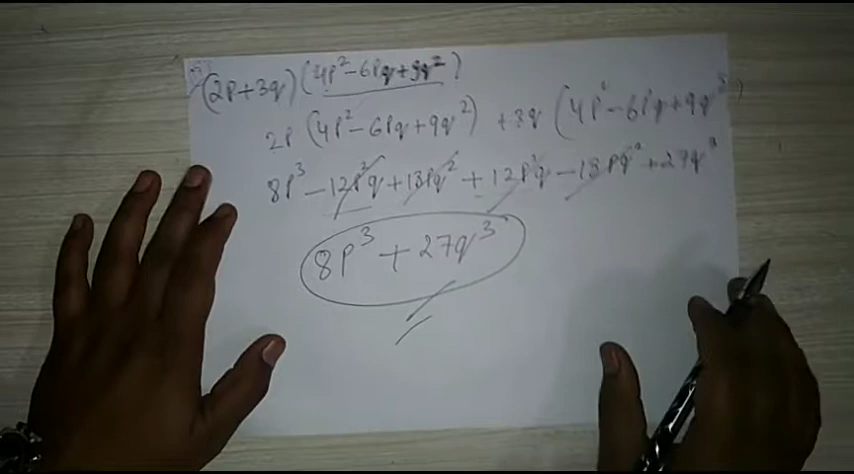 (2p+3q)(4p²-6pq+9q²)
2p (4p²-6pq+9q²) +3q (4p²-6pq+9q²)
8p³-12p²q+18pq²+12p²q-18pq²+27q³
8p³+27q³